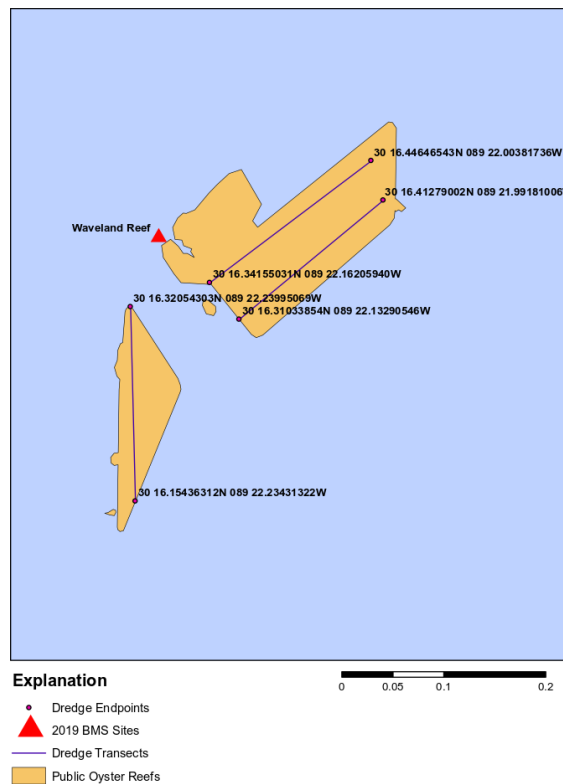 30 16.44646543N 089 22.00381736W
30 16.41279002N 089 21.99181006
Waveland Reef
30 16.34155031N 089 22.16205940W
30 16.32054303N 089 22.23995069W
30 16.31033854N 089 22.13290546W
30 16.15436312N 089 22.23431322W
Explanation
0 0.05 0.1 0.2
Dredge Endpoints
2019 BMS Sites
Dredge Transects
Public Oyster Reefs